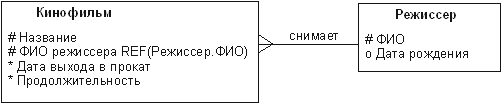 Кинофильм
# Название
# ФИО режиссера REF(Режиссер.ФИО)
* Дата выхода в прокат
* Продолжительность
снимает
Режиссер
# ФИО
о Дата рождения